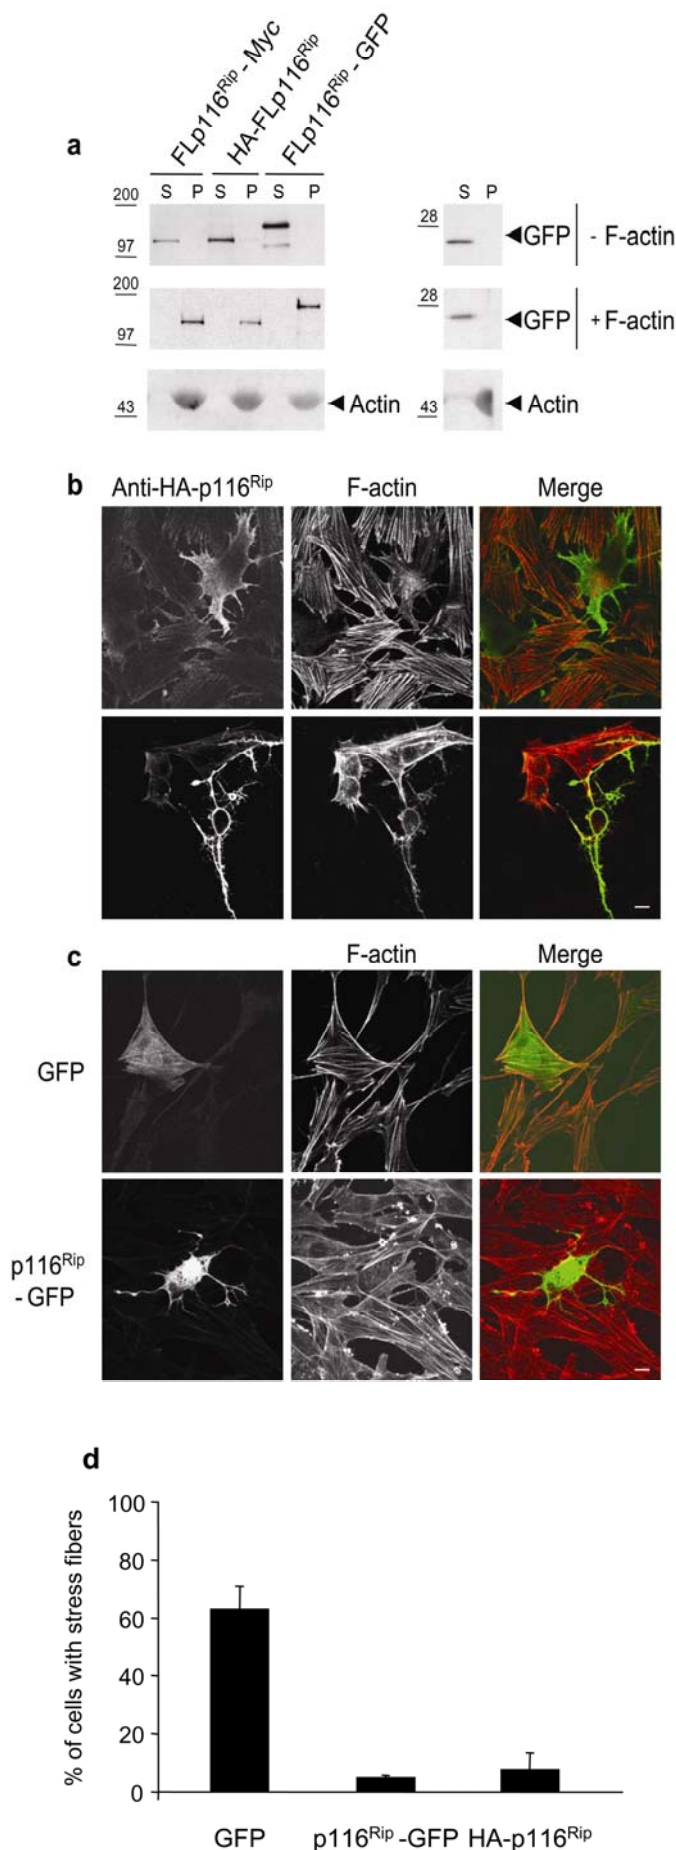 a
FLp116Rip - Myc
HA-FLp116Rip
FLp116Rip - GFP
S P S P S P
S P
200
97
28
GFP
- F-actin
200
97
28
GFP
+ F-actin
43
Actin
43
Actin
b
Anti-HA-p116Rip F-actin Merge
c
F-actin Merge
GFP
p116Rip
- GFP
d
% of cells with stress fibers
100
80
60
40
20
0
GFP p116Rip -GFP HA-p116Rip